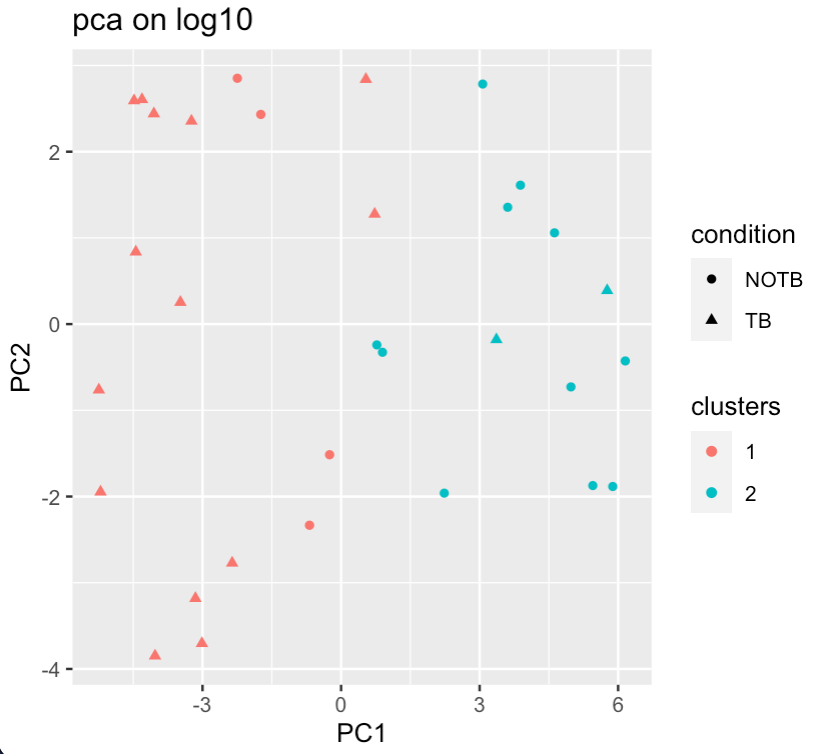 pca on log10
PC2
2
0
-2
-4
-3
0
3
6
PC1
condition
NOTB
TB
clusters
1
2